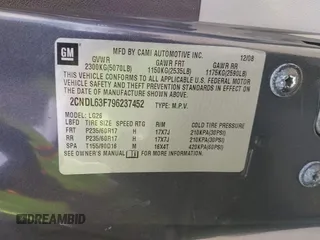 GM
MFD BY CAMI AUTOMOTIVE INC. 12/08
GVWR GAWR FRT GAWR RR
2300KG(5070LB) 1150KG(2535LB) 1175KG(2590LB)
THIS VEHICLE CONFORMS TO ALL APPLICABLE U.S. FEDERAL MOTOR
VEHICLE SAFETY AND THEFT PREVENTION STANDARDS IN EFFECT ON
THE DATE OF MANUFACTURE SHOWN ABOVE.
2CNDL63F796237452 TYPE: M.P.V.
MODEL: LG26
TIRE SIZE SPEED RTG RIM COLD TIRE PRESSURE
FRT P235/60R17 H 17X7J 210KPA(30PSI)
RR P235/60R17 H 17X7J 210KPA(30PSI)
SP T155/90D16 M 16X4T 420KPA(60PSI)
SEE OWNER'S MANUAL FOR MORE INFORMATION.
DREAMBID